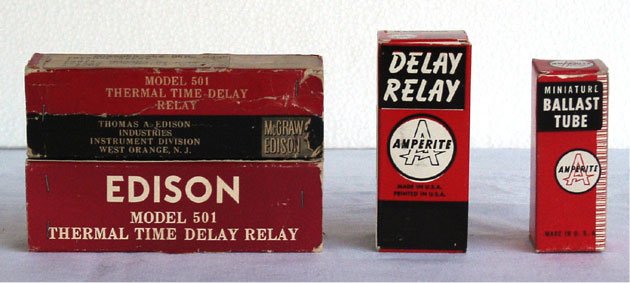 MODEL 501
THERMAL TIME DELAY
RELAY
THOMAS A. EDISON
INDUSTRIES
INSTRUMENT DIVISION
WEST ORANGE, N. J.
McGRAW
EDISON
EDISON
MODEL 501
THERMAL TIME DELAY RELAY
DELAY
RELAY
AMPERITE
MADE IN U.S.A.
PRINTED IN U.S.A.
MINIATURE
BALLAST
TUBE
AMPERITE
MADE IN U. S. A.